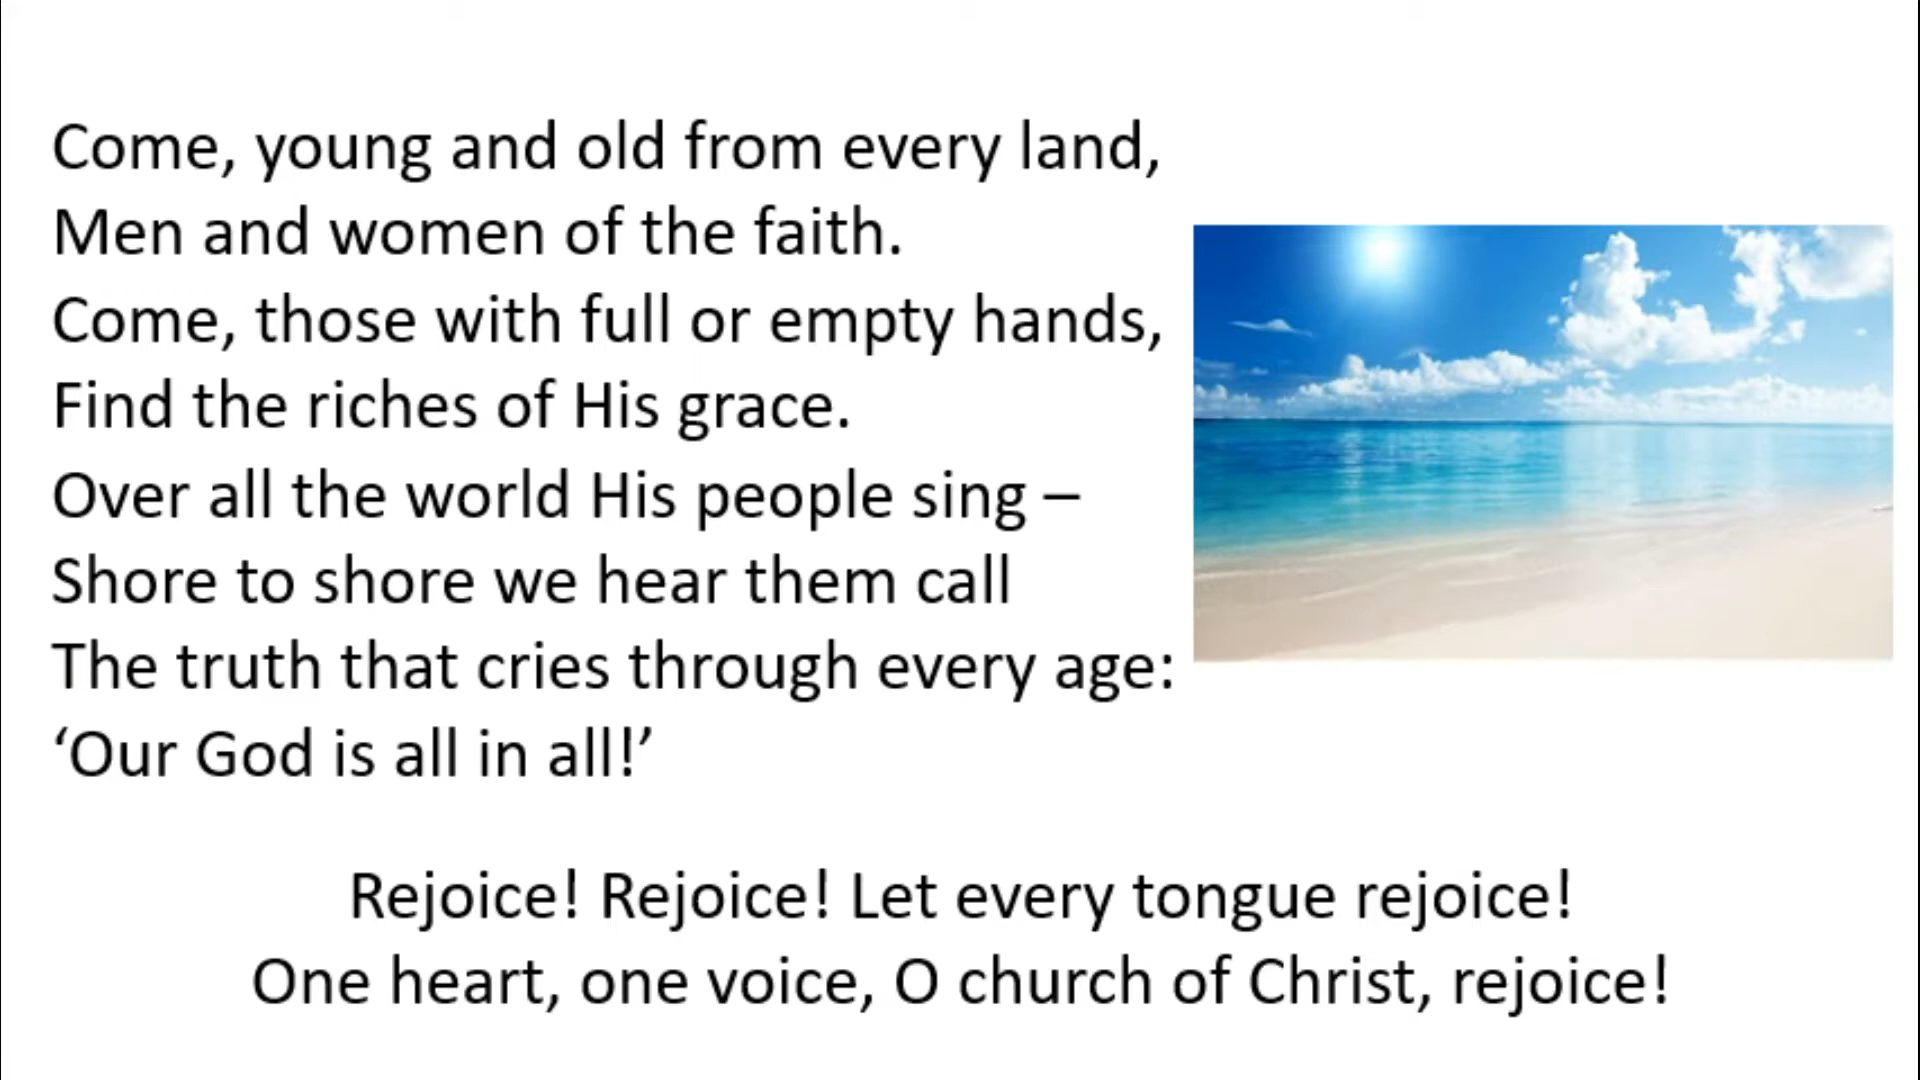 Come, young and old from every land,
Men and women of the faith.
Come, those with full or empty hands,
Find the riches of His grace.
Over all the world His people sing –
Shore to shore we hear them call
The truth that cries through every age:
‘Our God is all in all!’
Rejoice! Rejoice! Let every tongue rejoice!
One heart, one voice, O church of Christ, rejoice!